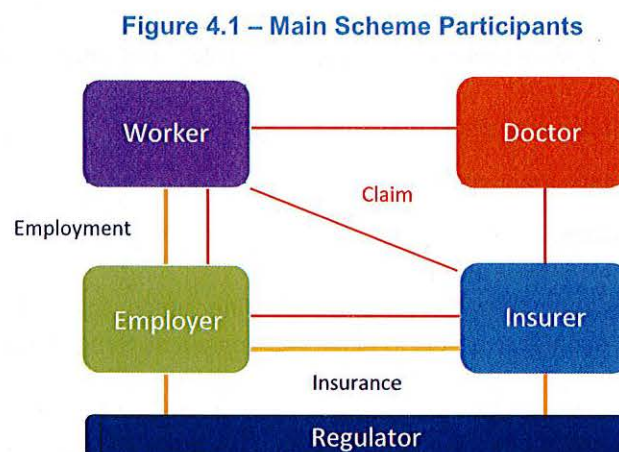 Figure 4.1 – Main Scheme Participants
Worker
Doctor
Claim
Employment
Employer
Insurer
Insurance
Regulator